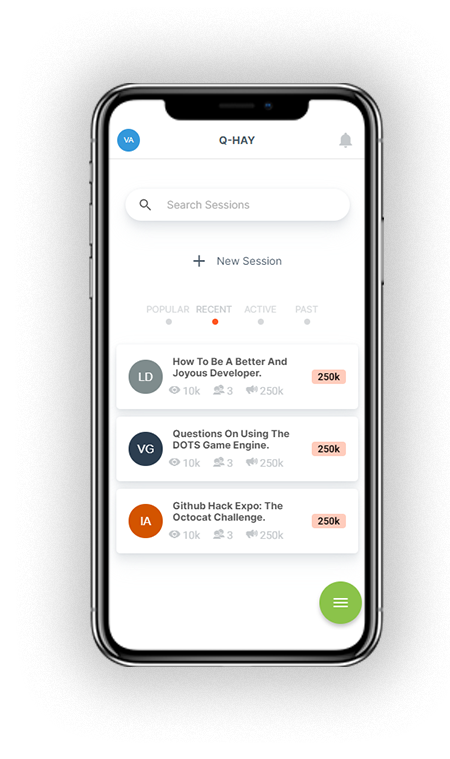 VA Q-HAY
Search Sessions
New Session
POPULAR RECENT ACTIVE PAST
LD How To Be A Better And
Joyous Developer. 250k
10k 3 250k
VG Questions On Using The
DOTS Game Engine. 250k
10k 3 250k
IA Github Hack Expo: The
Octocat Challenge. 250k
10k 3 250k